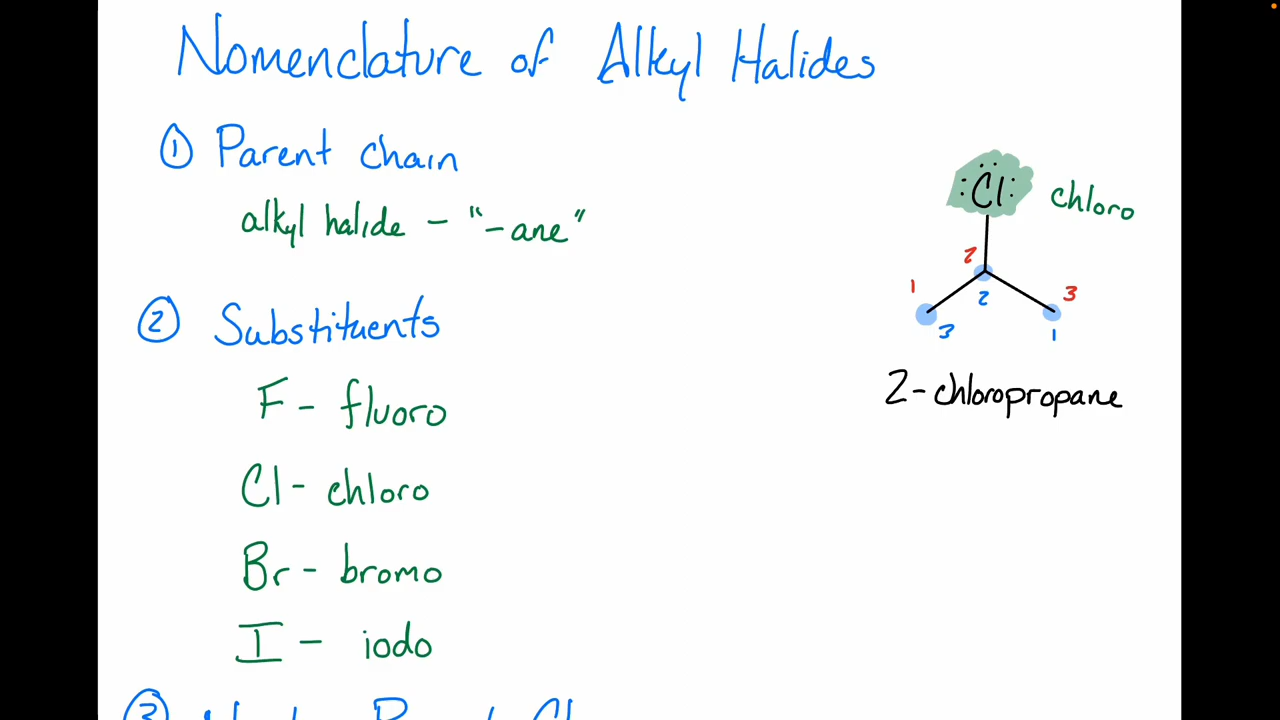 Nomenclature of Alkyl Halides
① Parent chain
alkyl halide - "-ane"
② Substituents
F - fluoro
Cl - chloro
Br - bromo
I - iodo
③
Cl chloro
2
1 3
2
3 1
2-chloropropane